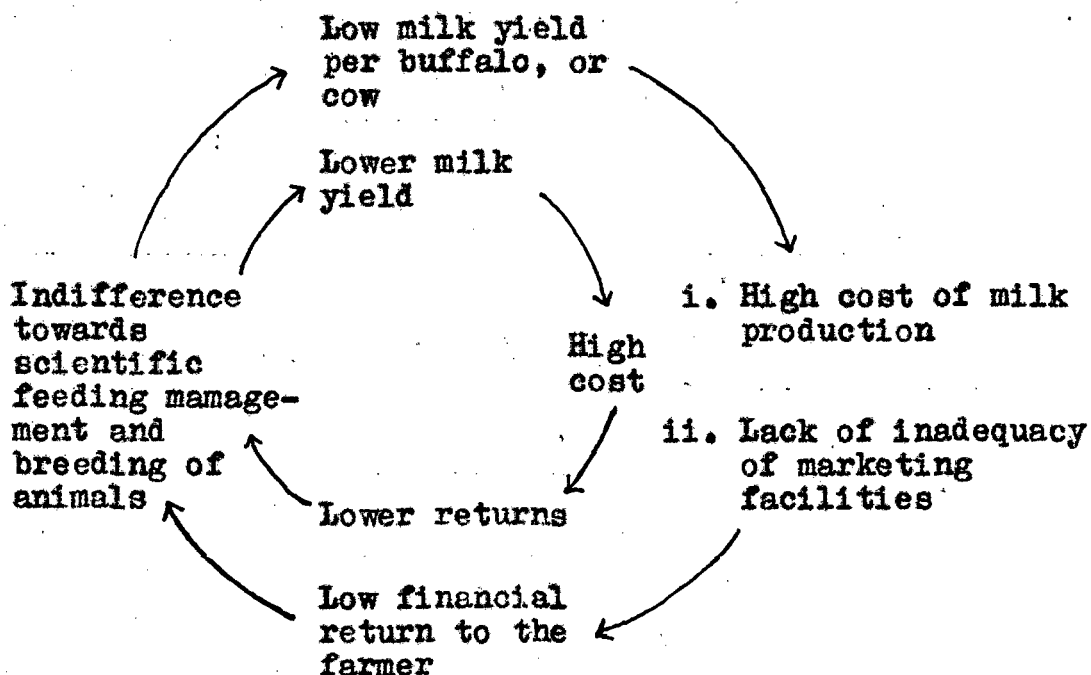 Low milk yield
per buffalo, or
cow
Lower milk
yield
Indifference
towards
scientific
feeding mamage-
ment and
breeding of
animals
High
cost
i. High cost of milk
production
ii. Lack of inadequacy
of marketing
facilities
Lower returns
Low financial
return to the
farmer